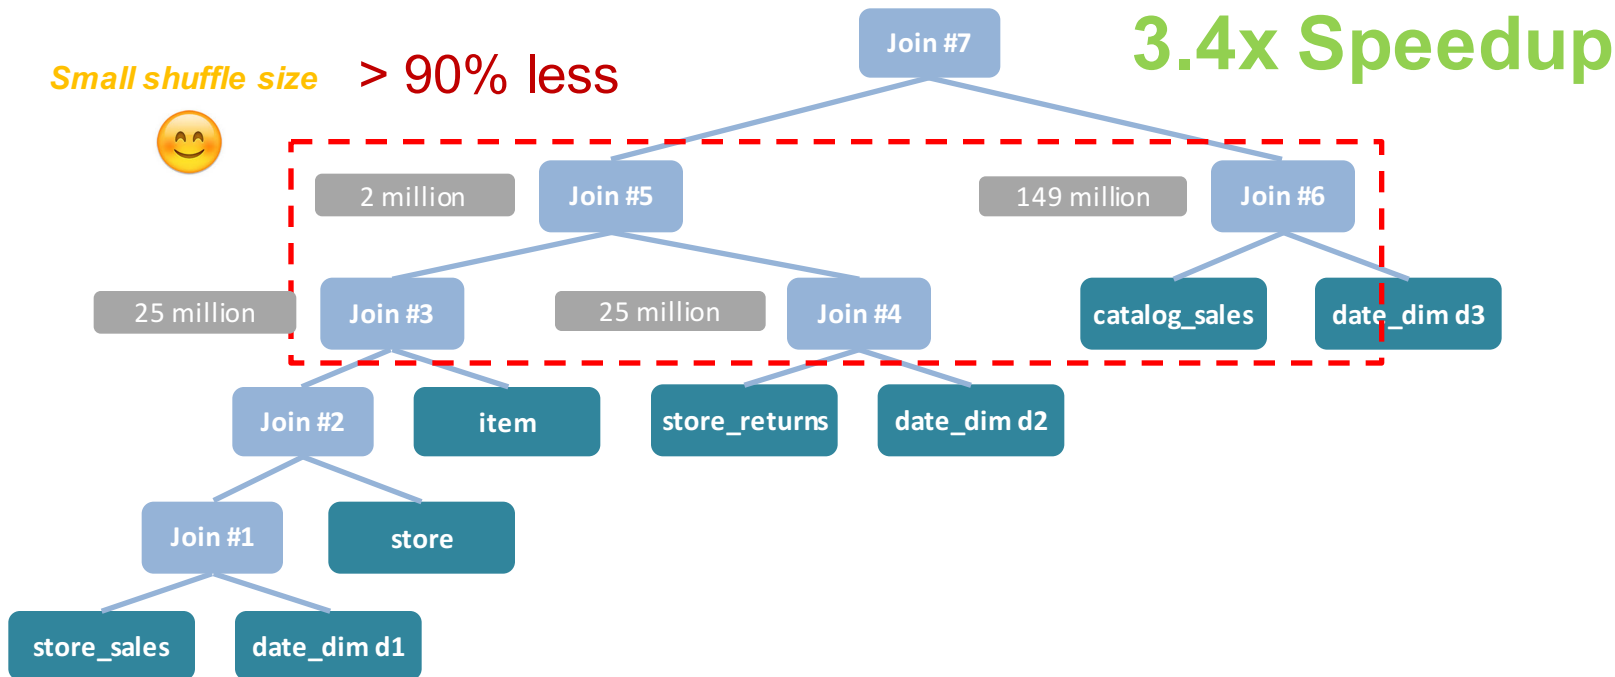 Join #7
3.4x Speedup
Small shuffle size
> 90% less
2 million
Join #5
149 million
Join #6
25 million
Join #3
25 million
Join #4
catalog_sales
date_dim d3
Join #2
item
store_returns
date_dim d2
Join #1
store
store_sales
date_dim d1